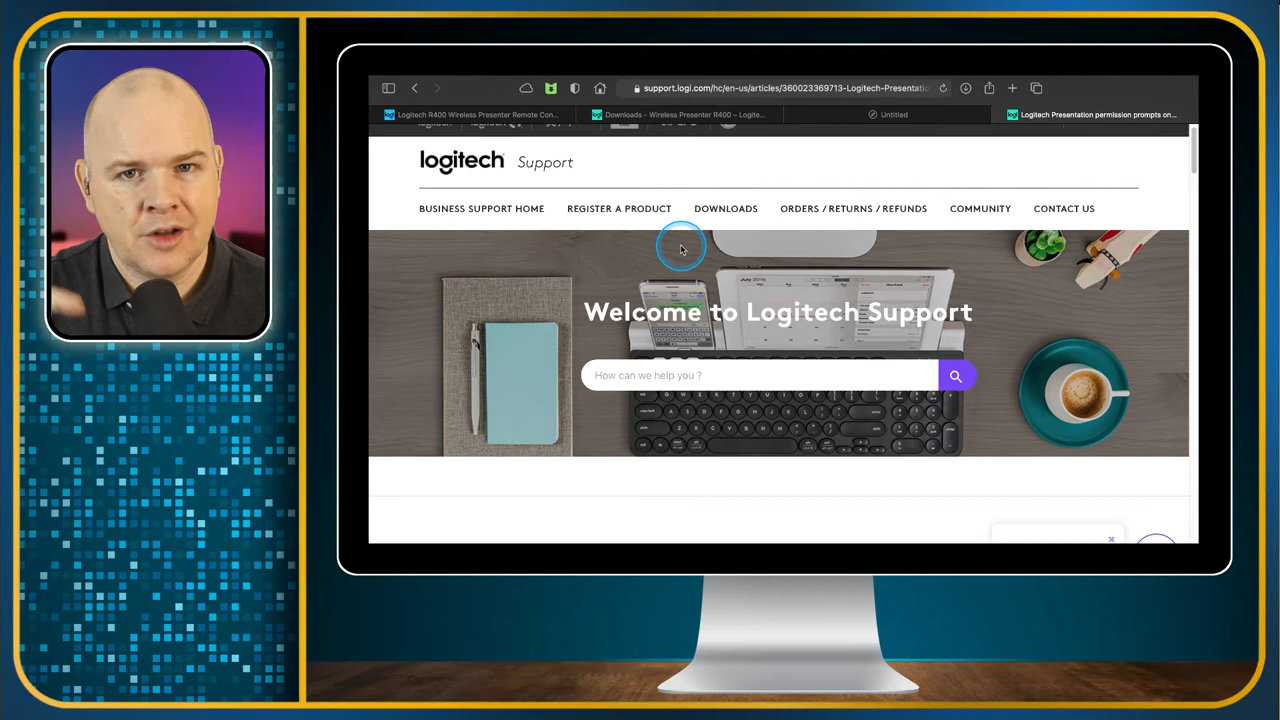 support.logi.com/hc/en-us/articles/360023369713-Logitech-Presentatio
Logitech R400 Wireless Presenter Remote Con...
Downloads - Wireless Presenter R400 – Logite...
Untitled
Logitech Presentation permission prompts on...
logitech Support
BUSINESS SUPPORT HOME REGISTER A PRODUCT DOWNLOADS ORDERS / RETURNS / REFUNDS COMMUNITY CONTACT US
July 2016
Welcome to Logitech Support
How can we help you ?